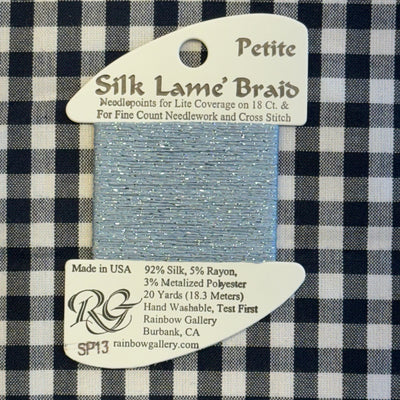 Petite
Silk Lame' Braid
Needlepoints for Lite Coverage on 18 Ct. &
For Fine Count Needlework and Cross Stitch
Made in USA
92% Silk, 5% Rayon,
3% Metalized Polyester
20 Yards (18.3 Meters)
Hand Washable, Test First
Rainbow Gallery
Burbank, CA
rainbowgallery.com
RG
SP13